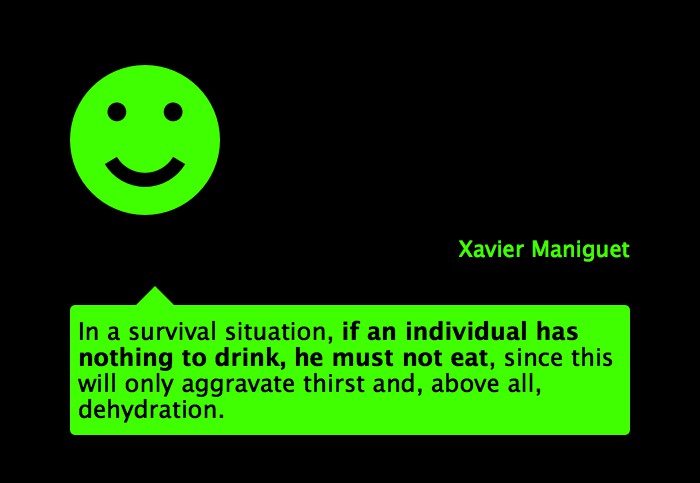 Xavier Maniguet
In a survival situation, if an individual has
nothing to drink, he must not eat, since this
will only aggravate thirst and, above all,
dehydration.